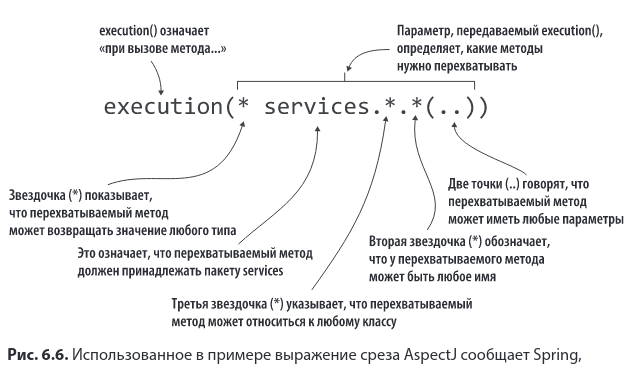 execution() означает
«при вызове метода...»
Параметр, передаваемый execution(),
определяет, какие методы
нужно перехватывать
execution(* services.*.*(..))
Звездочка (*) показывает,
что перехватываемый метод
может возвращать значение любого типа
Две точки (..) говорят, что
перехватываемый метод
может иметь любые параметры
Это означает, что перехватываемый метод
должен принадлежать пакету services
Вторая звездочка (*) обозначает,
что у перехватываемого метода
может быть любое имя
Третья звездочка (*) указывает, что перехватываемый
метод может относиться к любому классу
Рис. 6.6. Использованное в примере выражение среза AspectJ сообщает Spring,